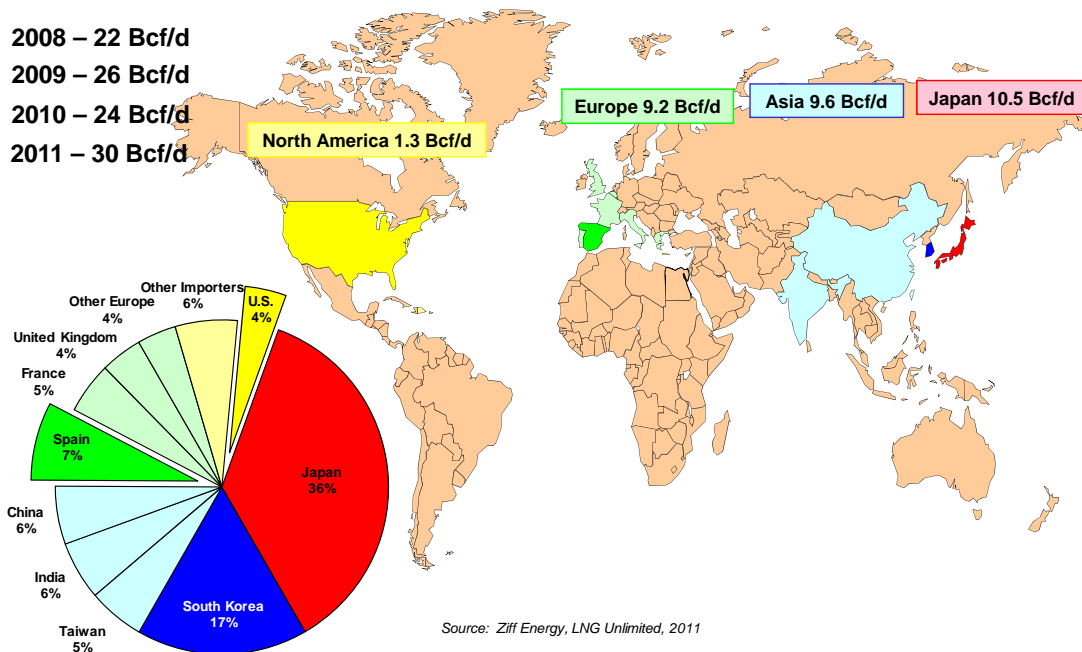 2008 – 22 Bcf/d
2009 – 26 Bcf/d
2010 – 24 Bcf/d
2011 – 30 Bcf/d
North America 1.3 Bcf/d
Europe 9.2 Bcf/d
Asia 9.6 Bcf/d
Japan 10.5 Bcf/d
Other Importers
6%
U.S.
4%
Other Europe
4%
United Kingdom
4%
France
5%
Spain
7%
Japan
36%
China
6%
India
6%
South Korea
17%
Taiwan
5%
Source: Ziff Energy, LNG Unlimited, 2011